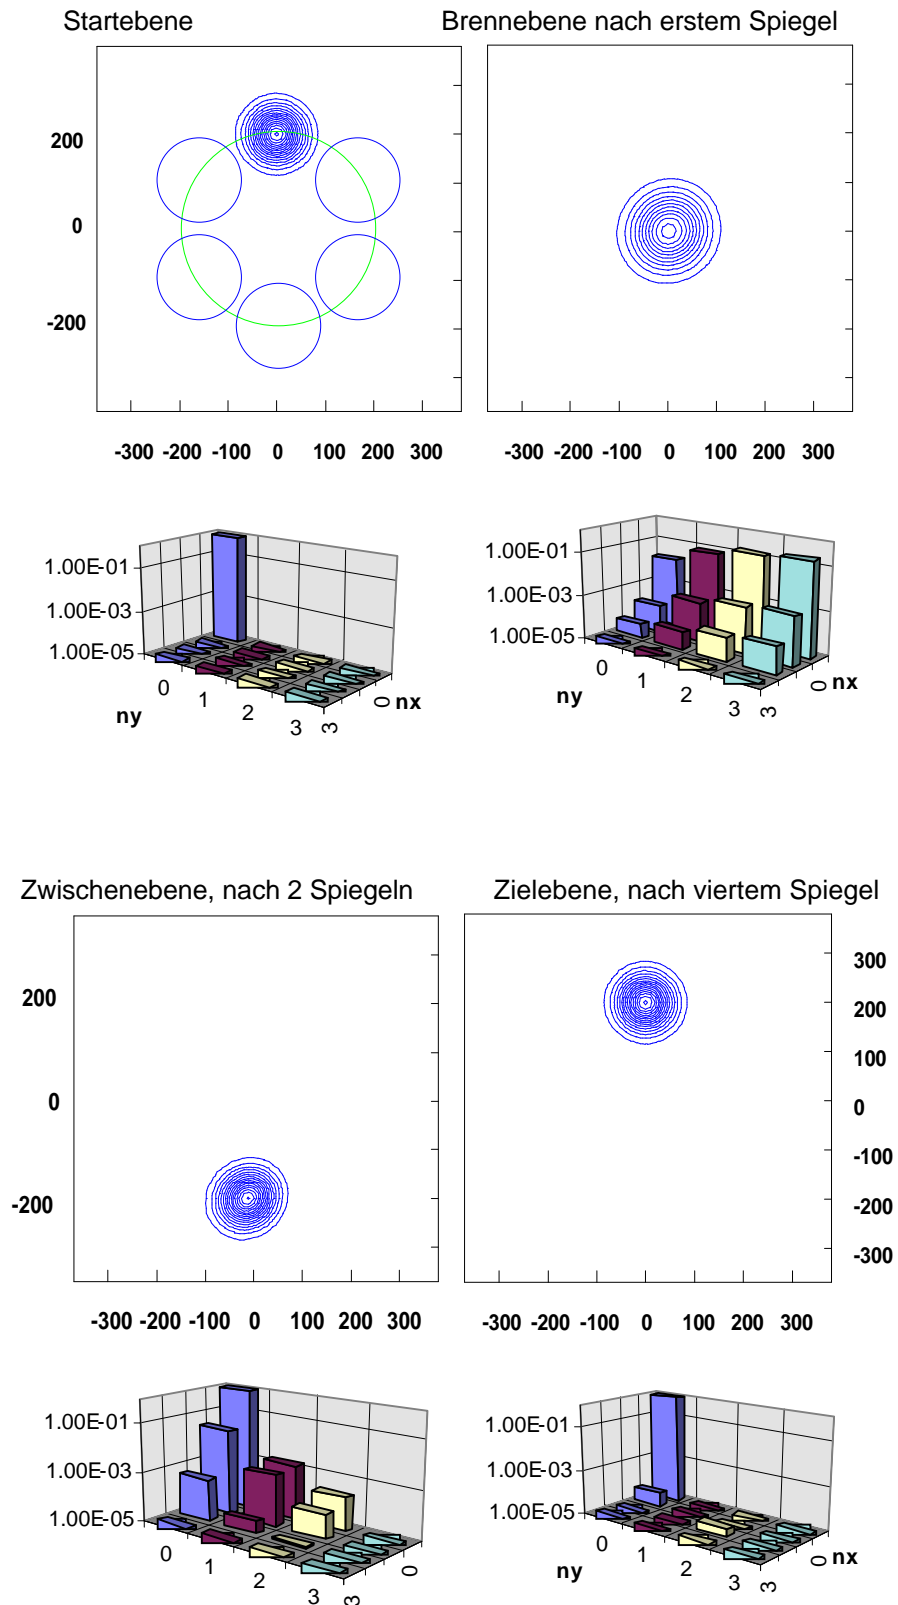 Startebene
Brennebene nach erstem Spiegel
200
0
-200
-300 -200 -100 0 100 200 300
-300 -200 -100 0 100 200 300
1.00E-01
1.00E-03
1.00E-05
0
1
2
3
ny
3
0
nx
1.00E-01
1.00E-03
1.00E-05
0
1
2
3
ny
3
0
nx
Zwischenebene, nach 2 Spiegeln
Zielebene, nach viertem Spiegel
200
0
-200
300
200
100
0
-100
-200
-300
-300 -200 -100 0 100 200 300
-300 -200 -100 0 100 200 300
1.00E-01
1.00E-03
1.00E-05
0
1
2
3
3
0
1.00E-01
1.00E-03
1.00E-05
0
1
2
3
ny
3
0
nx